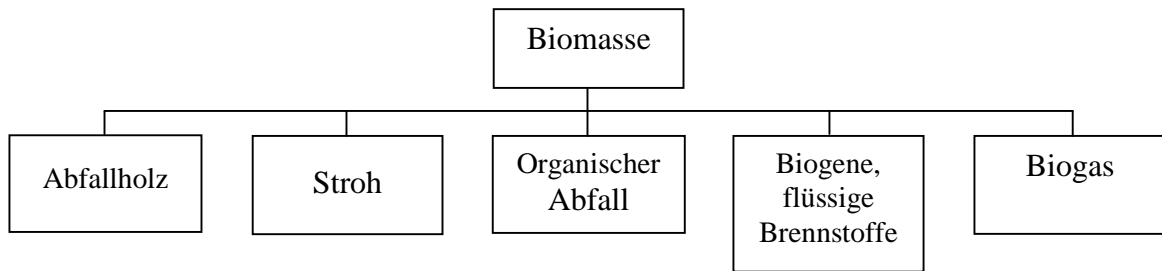 Biomasse
Abfallholz
Stroh
Organischer
Abfall
Biogene,
flüssige
Brennstoffe
Biogas